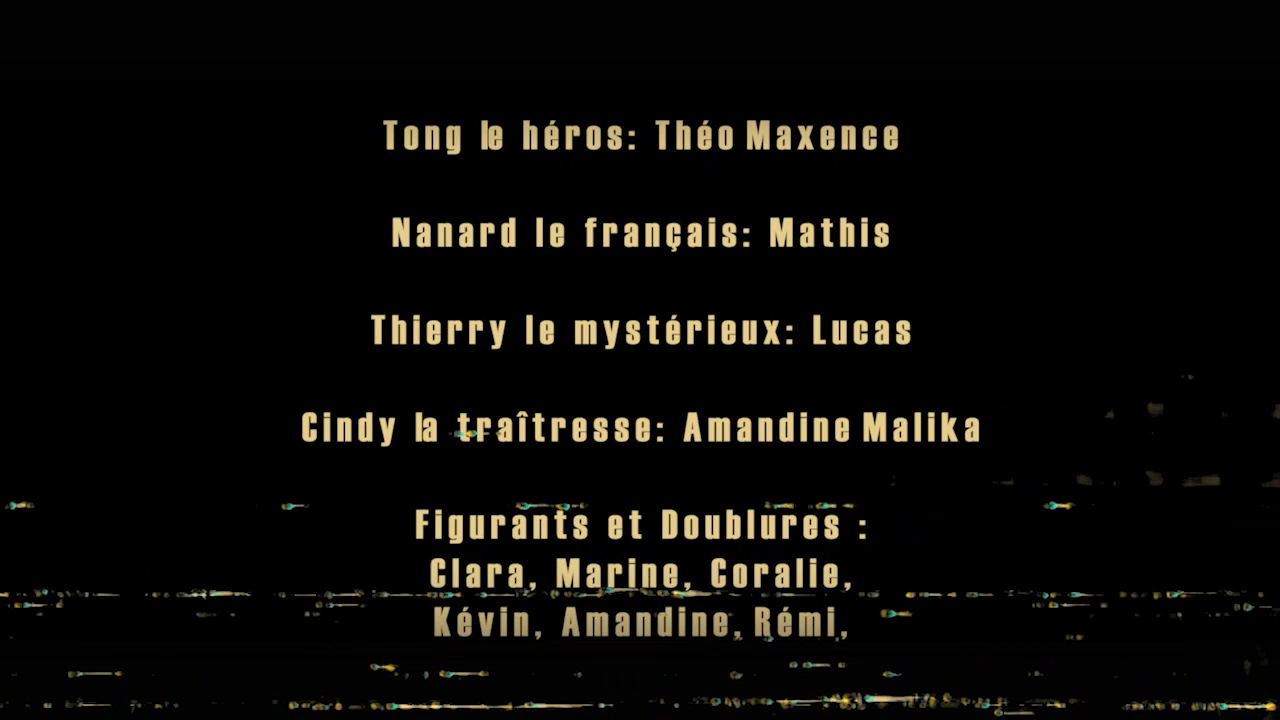 Tong le héros: Théo Maxence
Nanard le français: Mathis
Thierry le mystérieux: Lucas
Cindy la traîtresse: Amandine Malika
Figurants et Doublures :
Clara, Marine, Coralie,
Kévin, Amandine, Rémi,